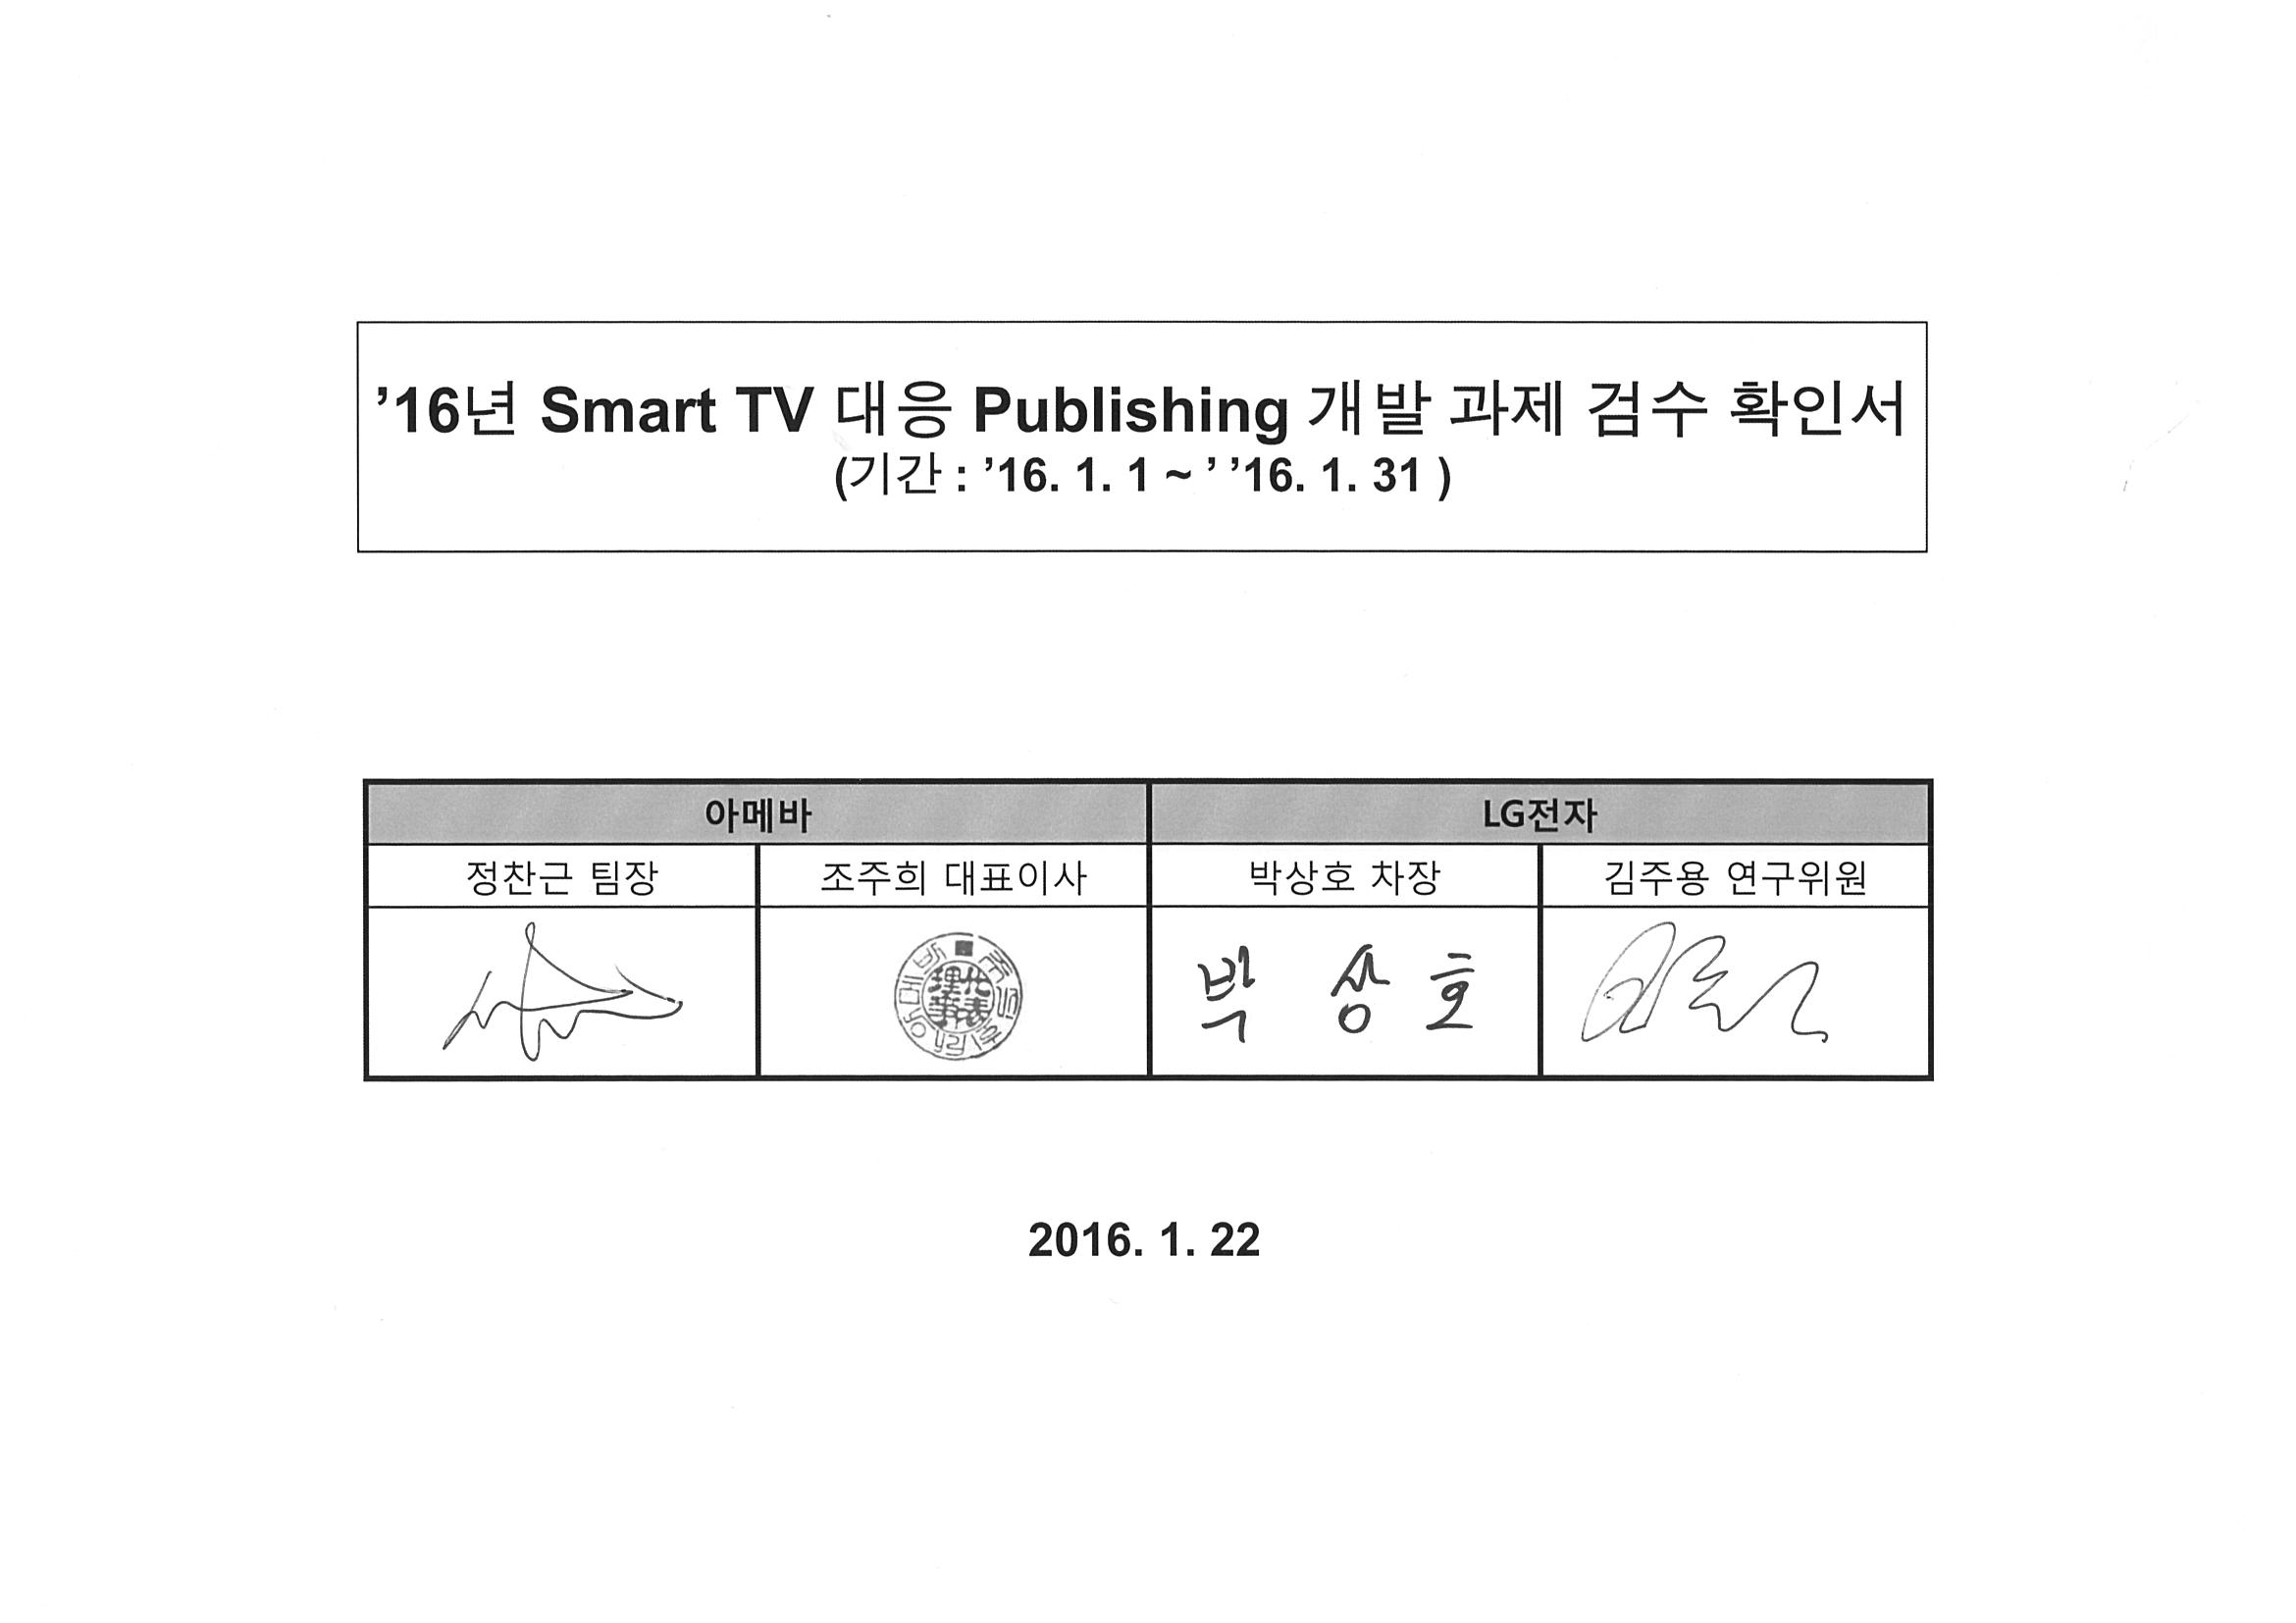 ’16년 Smart TV 대응 Publishing 개발 과제 검수 확인서
(기간 : ’16. 1. 1 ~ ’ ’16. 1. 31 )
아메바 LG전자
정찬근 팀장 조주희 대표이사 박상호 차장 김주용 연구위원
박 상 호
2016. 1. 22